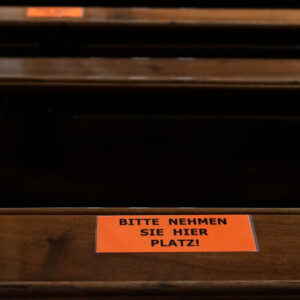 BITTE NEHMEN
SIE HIER
PLATZ!